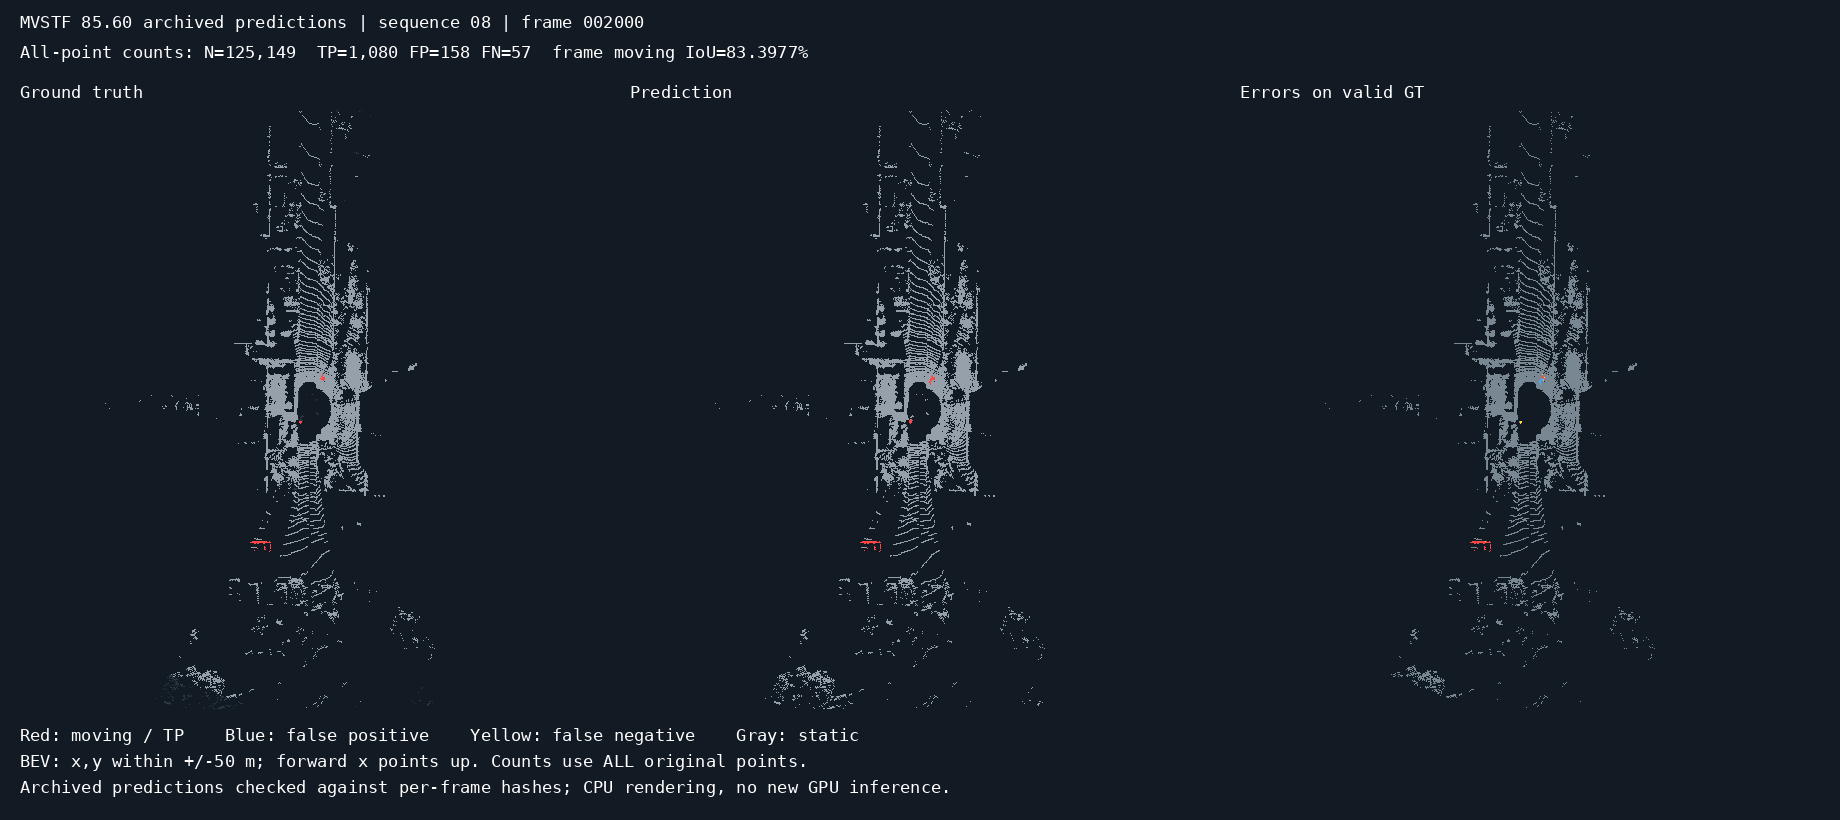 MVSTF 85.60 archived predictions | sequence 08 | frame 002000
All-point counts: N=125,149  TP=1,080 FP=158 FN=57  frame moving IoU=83.3977%
Ground truth
Prediction
Errors on valid GT
Red: moving / TP    Blue: false positive    Yellow: false negative    Gray: static
BEV: x,y within +/-50 m; forward x points up. Counts use ALL original points.
Archived predictions checked against per-frame hashes; CPU rendering, no new GPU inference.